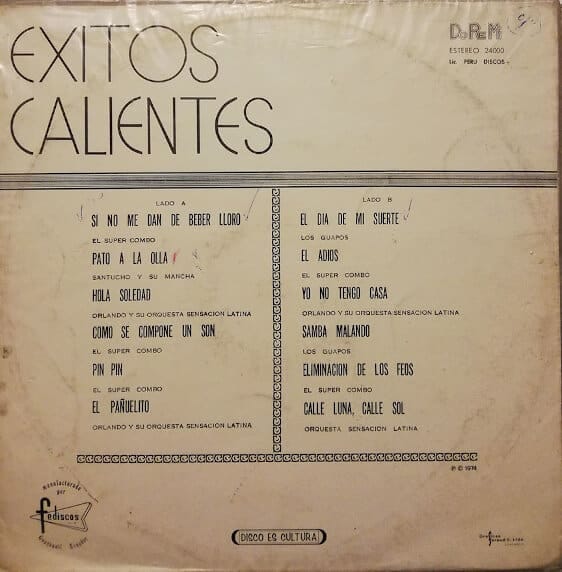 EXITOS
CALIENTES
DoReMi
ESTEREO 24000
Lic. PERU DISCOS -
LADO A
SI NO ME DAN DE BEBER LLORO
EL SUPER COMBO
PATO A LA OLLA
SANTUCHO Y SU MANCHA
HOLA SOLEDAD
ORLANDO Y SU ORQUESTA SENSACION LATINA
COMO SE COMPONE UN SON
EL SUPER COMBO
PIN PIN
EL SUPER COMBO
EL PAÑUELITO
ORLANDO Y SU ORQUESTA SENSACION LATINA
LADO B
EL DIA DE MI SUERTE
LOS GUAPOS
EL ADIOS
EL SUPER COMBO
YO NO TENGO CASA
ORLANDO Y SU ORQUESTA SENSACION LATINA
SAMBA MALANDO
LOS GUAPOS
ELIMINACION DE LOS FEOS
EL SUPER COMBO
CALLE LUNA, CALLE SOL
ORQUESTA SENSACION LATINA
℗ © 1974
Manufacturado
por
fediscos
Guayaquil Ecuador
DISCO ES CULTURA